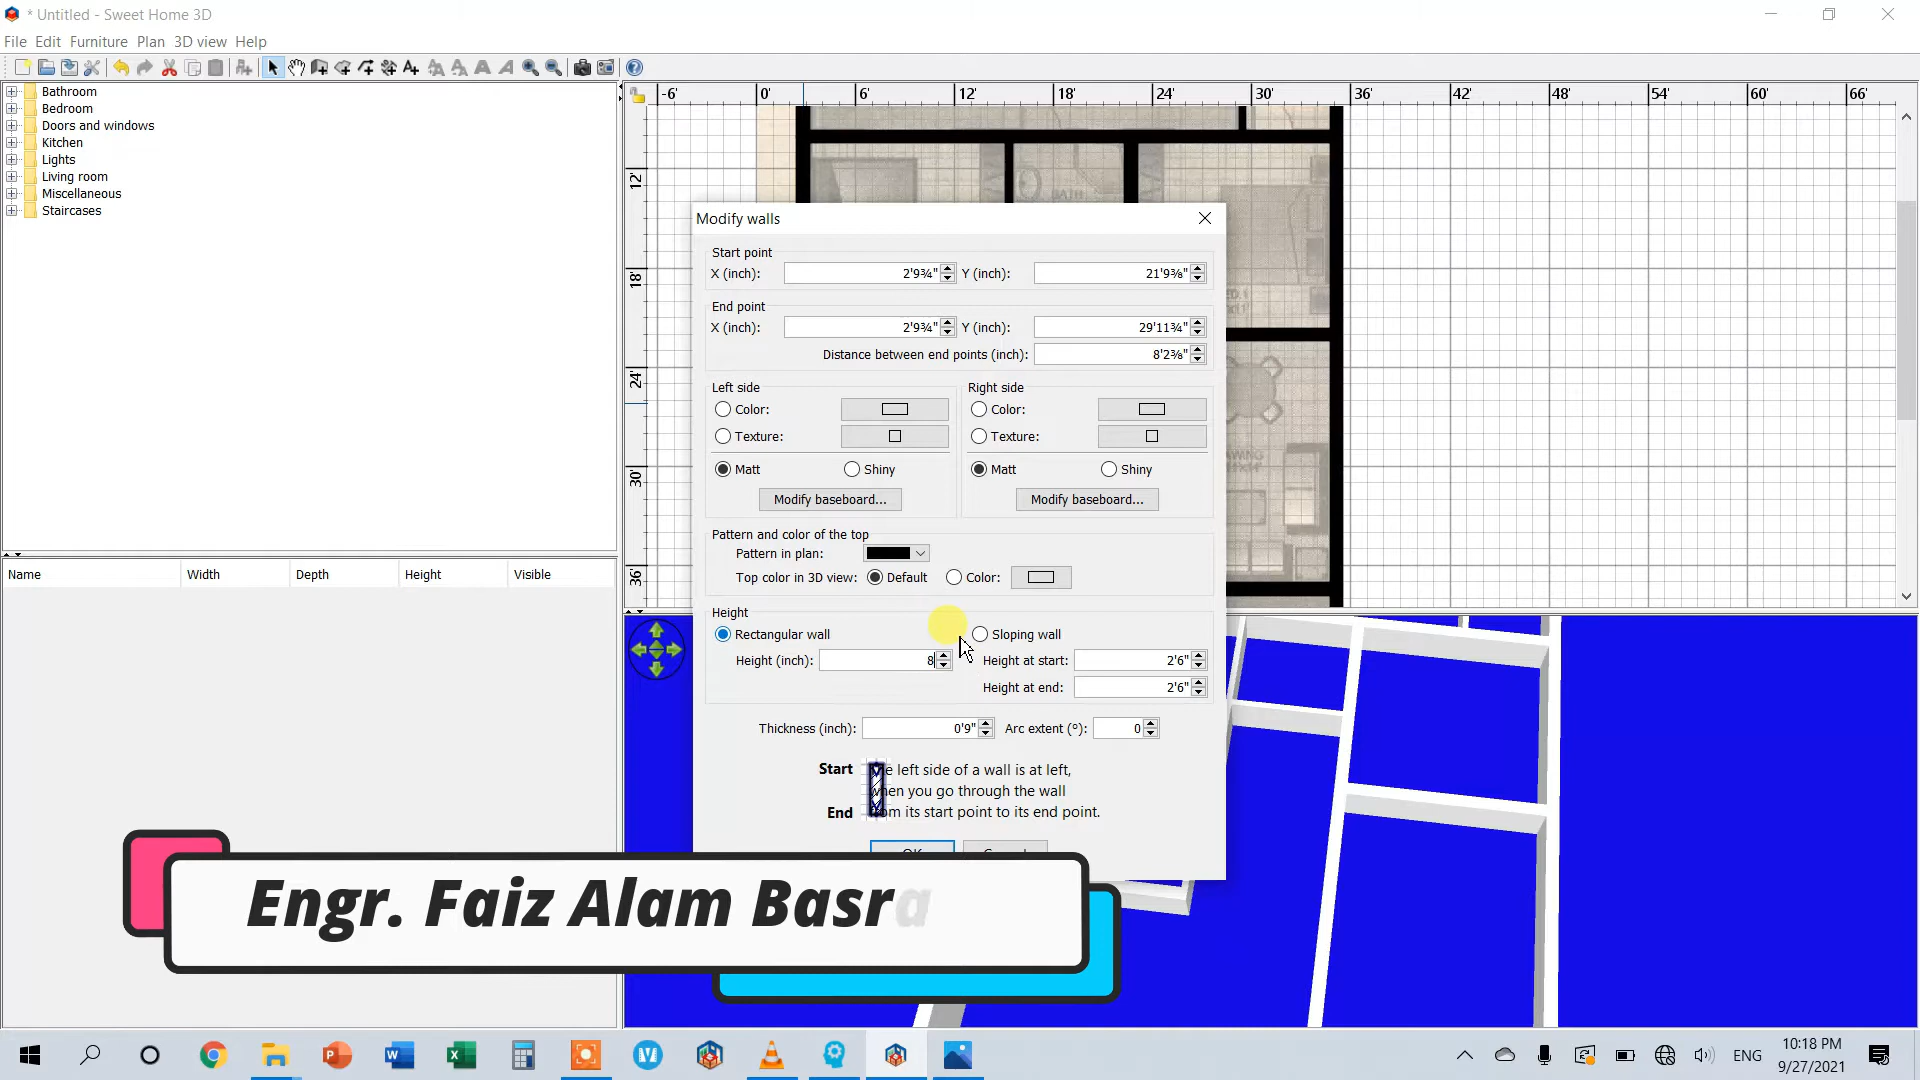 * Untitled - Sweet Home 3D
File Edit Furniture Plan 3D view Help
Bathroom
Bedroom
Doors and windows
Kitchen
Lights
Living room
Miscellaneous
Staircases
Name Width Depth Height Visible
-6' 0' 6' 12' 18' 24' 30' 36' 42' 48' 54' 60' 66'
12'
18'
24'
30'
36'
BATH
Modify walls
Start point
X (inch): 2'9¾" Y (inch): 21'9⅜"
End point
X (inch): 2'9¾" Y (inch): 29'11¾"
Distance between end points (inch): 8'2⅜"
Left side Right side
Color: Color:
Texture: Texture:
Matt Shiny Matt Shiny
Modify baseboard... Modify baseboard...
Pattern and color of the top
Pattern in plan:
Top color in 3D view: Default Color:
Height
Rectangular wall Sloping wall
Height (inch): 8 Height at start: 2'6"
Height at end: 2'6"
Thickness (inch): 0'9" Arc extent (°): 0
Start
End
left side of a wall is at left,
when you go through the wall
from its start point to its end point.
Engr. Faiz Alam Basra
ENG
10:18 PM
9/27/2021